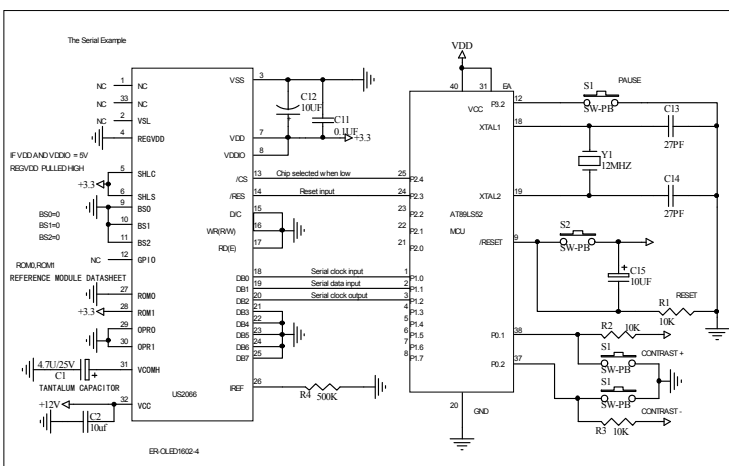 The Serial Example
NC 1 NC
NC 33 NC
NC 2 VSL
4 REGVDD
IF VDD AND VDDIO = 5V
REGVDD PULLED HIGH
5 SHLC
+3.3
6 SHLS
9 BS0
BS0=0
BS1=0
BS2=0
10 BS1
11 BS2
NC 12 GPIO
ROM0,ROM1
REFERENCE MODULE DATASHEET
27 ROM0
+3.3 28 ROM1
29 OPR0
30 OPR1
4.7U/25V
C1
31 VCOMH
TANTALUM CAPACITOR
+12V 32 VCC
C2
10uf
US2066
ER-OLED1602-4
VSS 3
C12
10UF
C11
0.1UF
VDD 7
+3.3
VDDIO 8
/CS 13 Chip selected when low 25 P2.4
/RES 14 Reset input 24 P2.3
D/C 15
WR(R/W) 16
RD(E) 17
23 P2.2
22 P2.1
21 P2.0
DB0 18 Serial clock input 1 P1.0
DB1 19 Serial data input 2 P1.1
DB2 20 Serial clock output 3 P1.2
DB3 21
DB4 22
DB5 23
DB6 24
DB7 25
4 P1.3
5 P1.4
6 P1.5
7 P1.6
8 P1.7
IREF 26
R4 500K
VDD
40 31 EA
VCC
P3.2 12
S1
SW-PB
PAUSE
XTAL1 18
C13
27PF
Y1
12MHZ
XTAL2 19
C14
27PF
AT89LS52
MCU
/RESET 9
S2
SW-PB
C15
10UF
R1
10K
RESET
P0.1 38
R2 10K
S1
SW-PB
CONTRAST +
P0.2 37
S1
SW-PB
CONTRAST -
R3 10K
20 GND